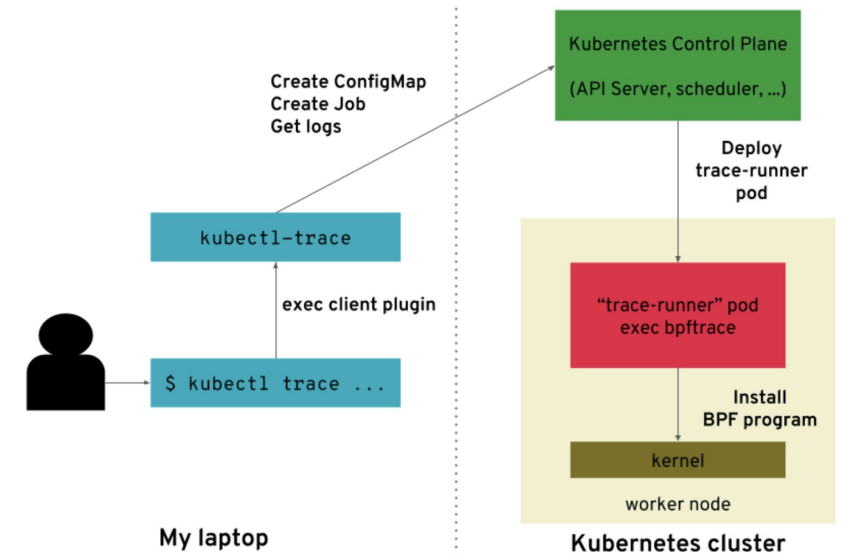 Kubernetes Control Plane
(API Server, scheduler, ...)
Create ConfigMap
Create Job
Get logs
Deploy
trace-runner
pod
kubectl-trace
exec client plugin
$ kubectl trace ...
“trace-runner” pod
exec bpftrace
Install
BPF program
kernel
worker node
My laptop
Kubernetes cluster